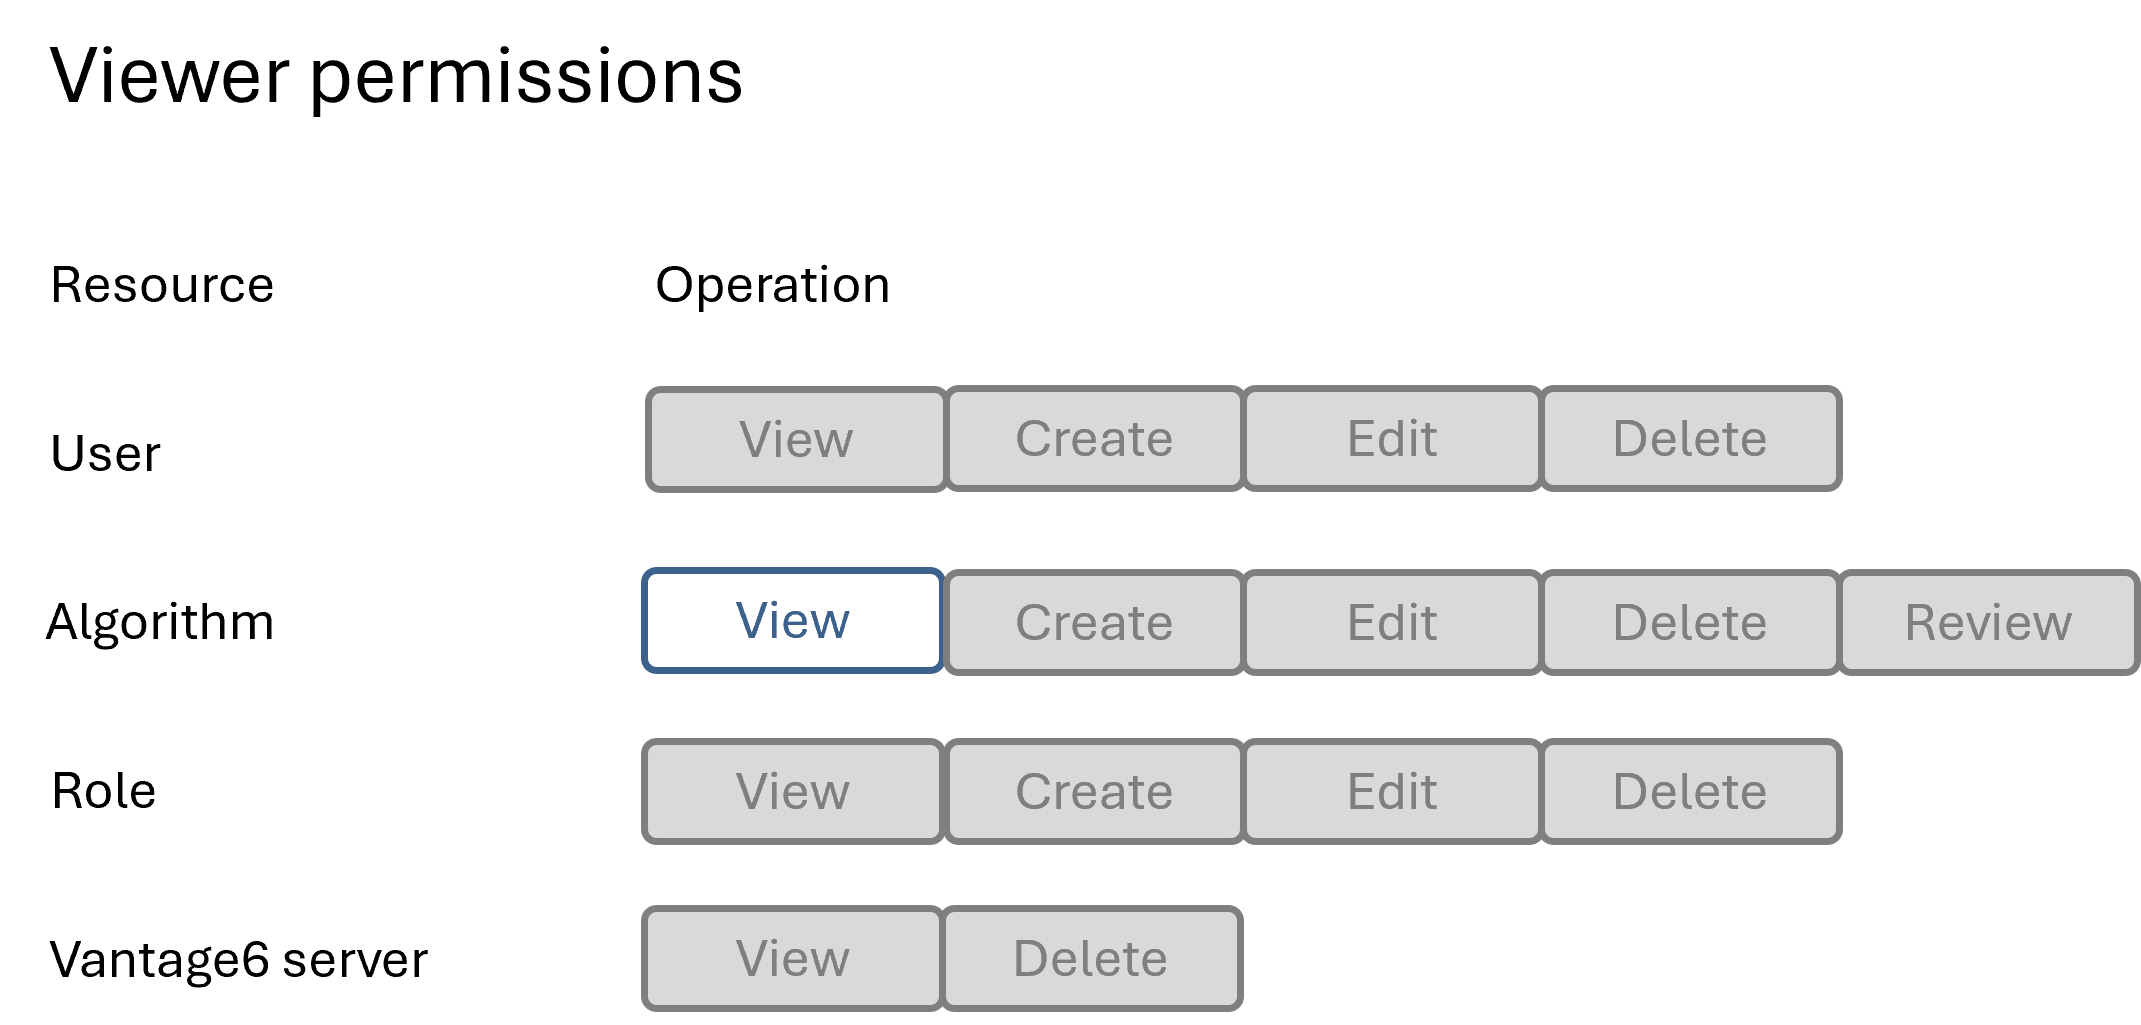 Viewer permissions
Resource Operation
User View Create Edit Delete
Algorithm View Create Edit Delete Review
Role View Create Edit Delete
Vantage6 server View Delete